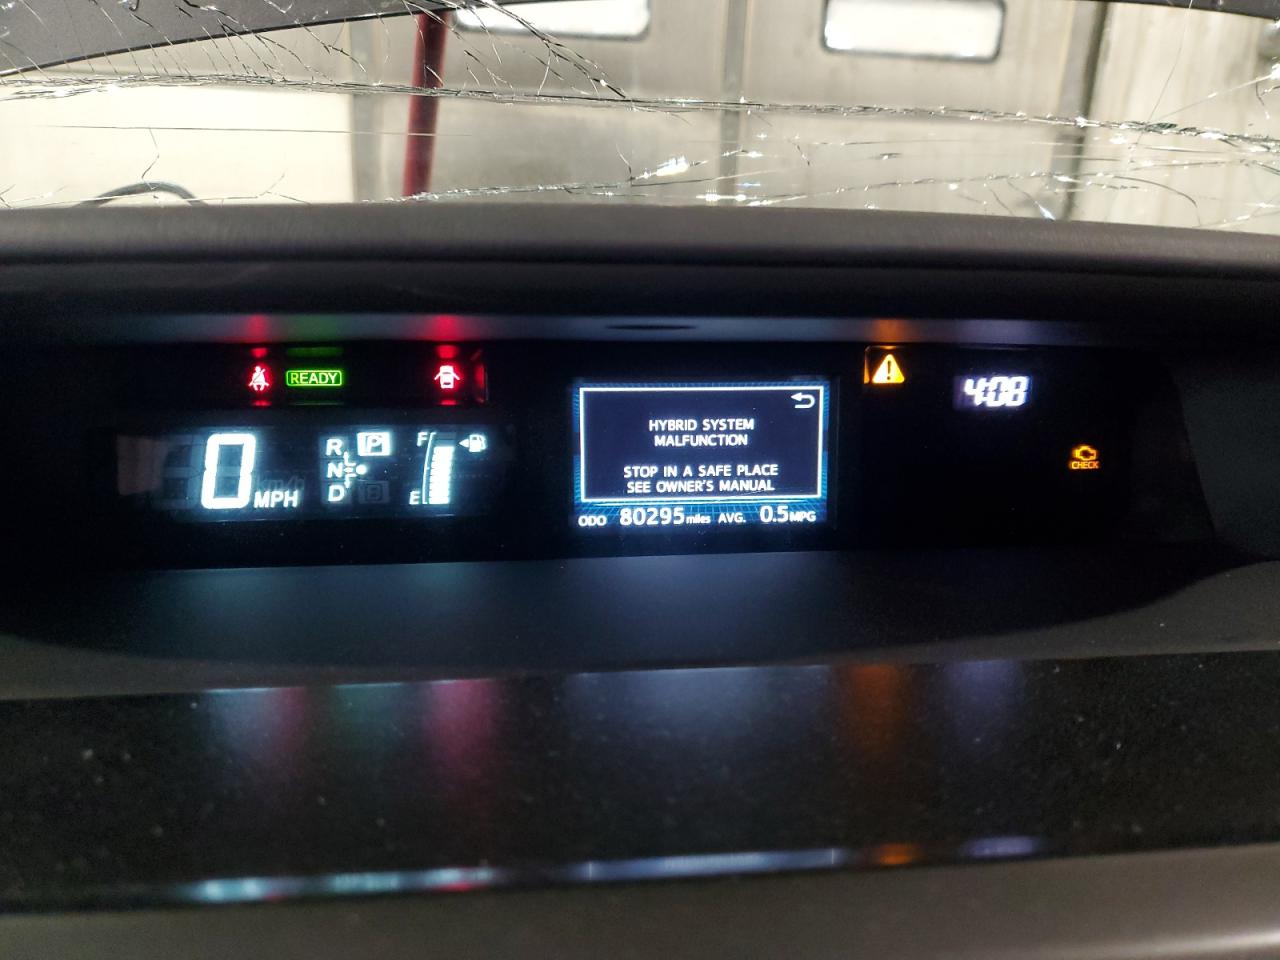 READY
4:08
HYBRID SYSTEM
MALFUNCTION
STOP IN A SAFE PLACE
SEE OWNER'S MANUAL
0 MPH
R P
N
D B
F
E
CHECK
ODO 80295 miles AVG. 0.5 MPG